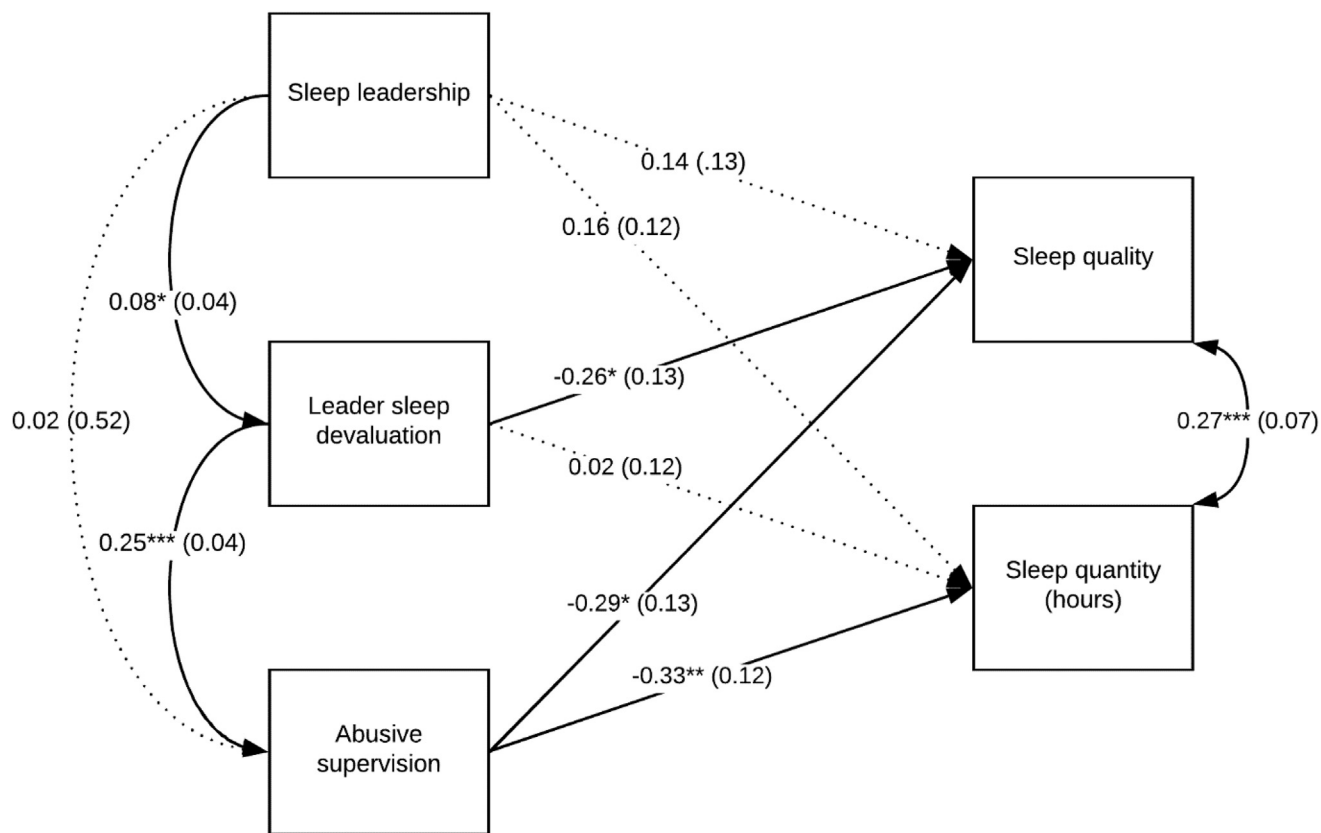 Sleep leadership
0.14 (.13)
0.16 (0.12)
Sleep quality
0.08* (0.04)
Leader sleep
devaluation
-0.26* (0.13)
0.02 (0.52)
0.27*** (0.07)
0.02 (0.12)
0.25*** (0.04)
Sleep quantity
(hours)
-0.29* (0.13)
-0.33** (0.12)
Abusive
supervision